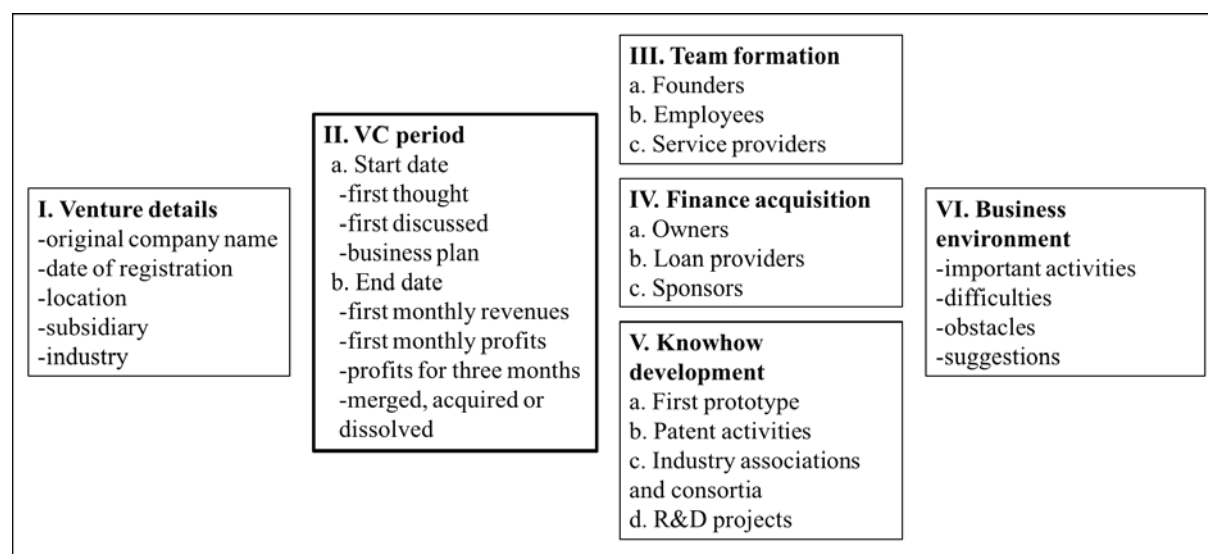 I. Venture details
-original company name
-date of registration
-location
-subsidiary
-industry
II. VC period
a. Start date
-first thought
-first discussed
-business plan
b. End date
-first monthly revenues
-first monthly profits
-profits for three months
-merged, acquired or
dissolved
III. Team formation
a. Founders
b. Employees
c. Service providers
IV. Finance acquisition
a. Owners
b. Loan providers
c. Sponsors
V. Knowhow
development
a. First prototype
b. Patent activities
c. Industry associations
and consortia
d. R&D projects
VI. Business
environment
-important activities
-difficulties
-obstacles
-suggestions